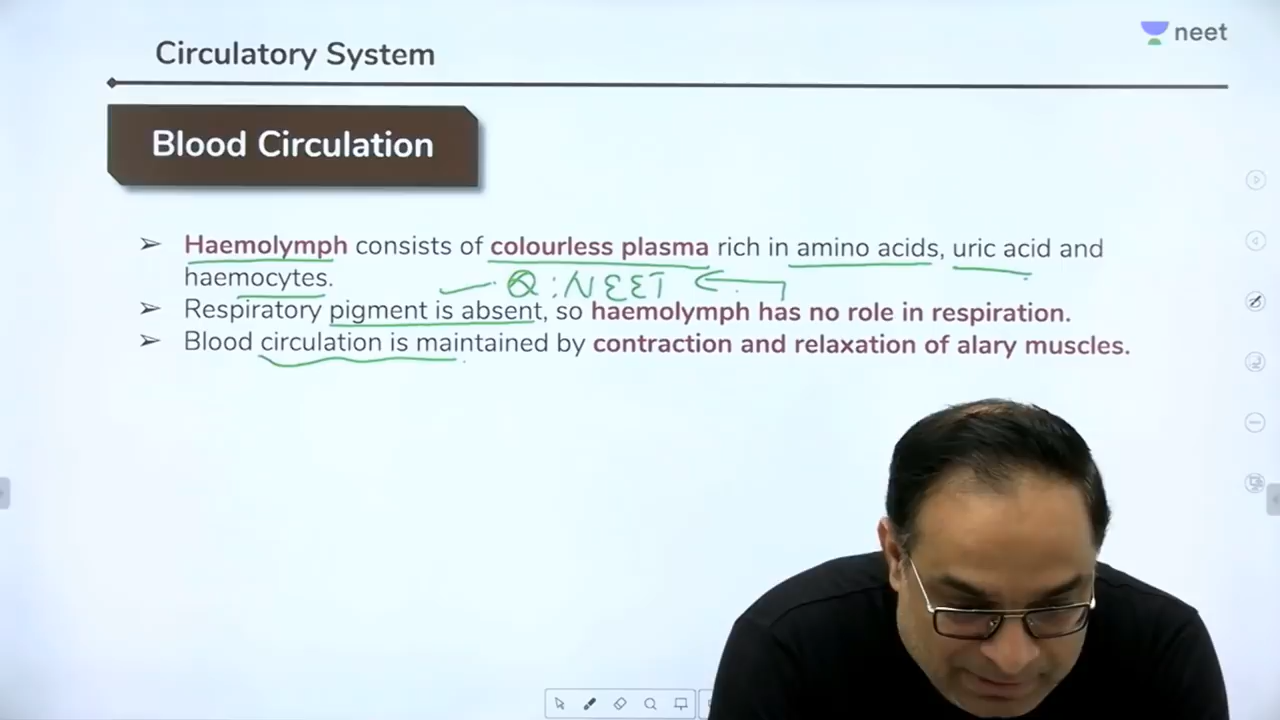 neet
Circulatory System
Blood Circulation
➢ Haemolymph consists of colourless plasma rich in amino acids, uric acid and
haemocytes.
Q : NEET
➢ Respiratory pigment is absent, so haemolymph has no role in respiration.
➢ Blood circulation is maintained by contraction and relaxation of alary muscles.